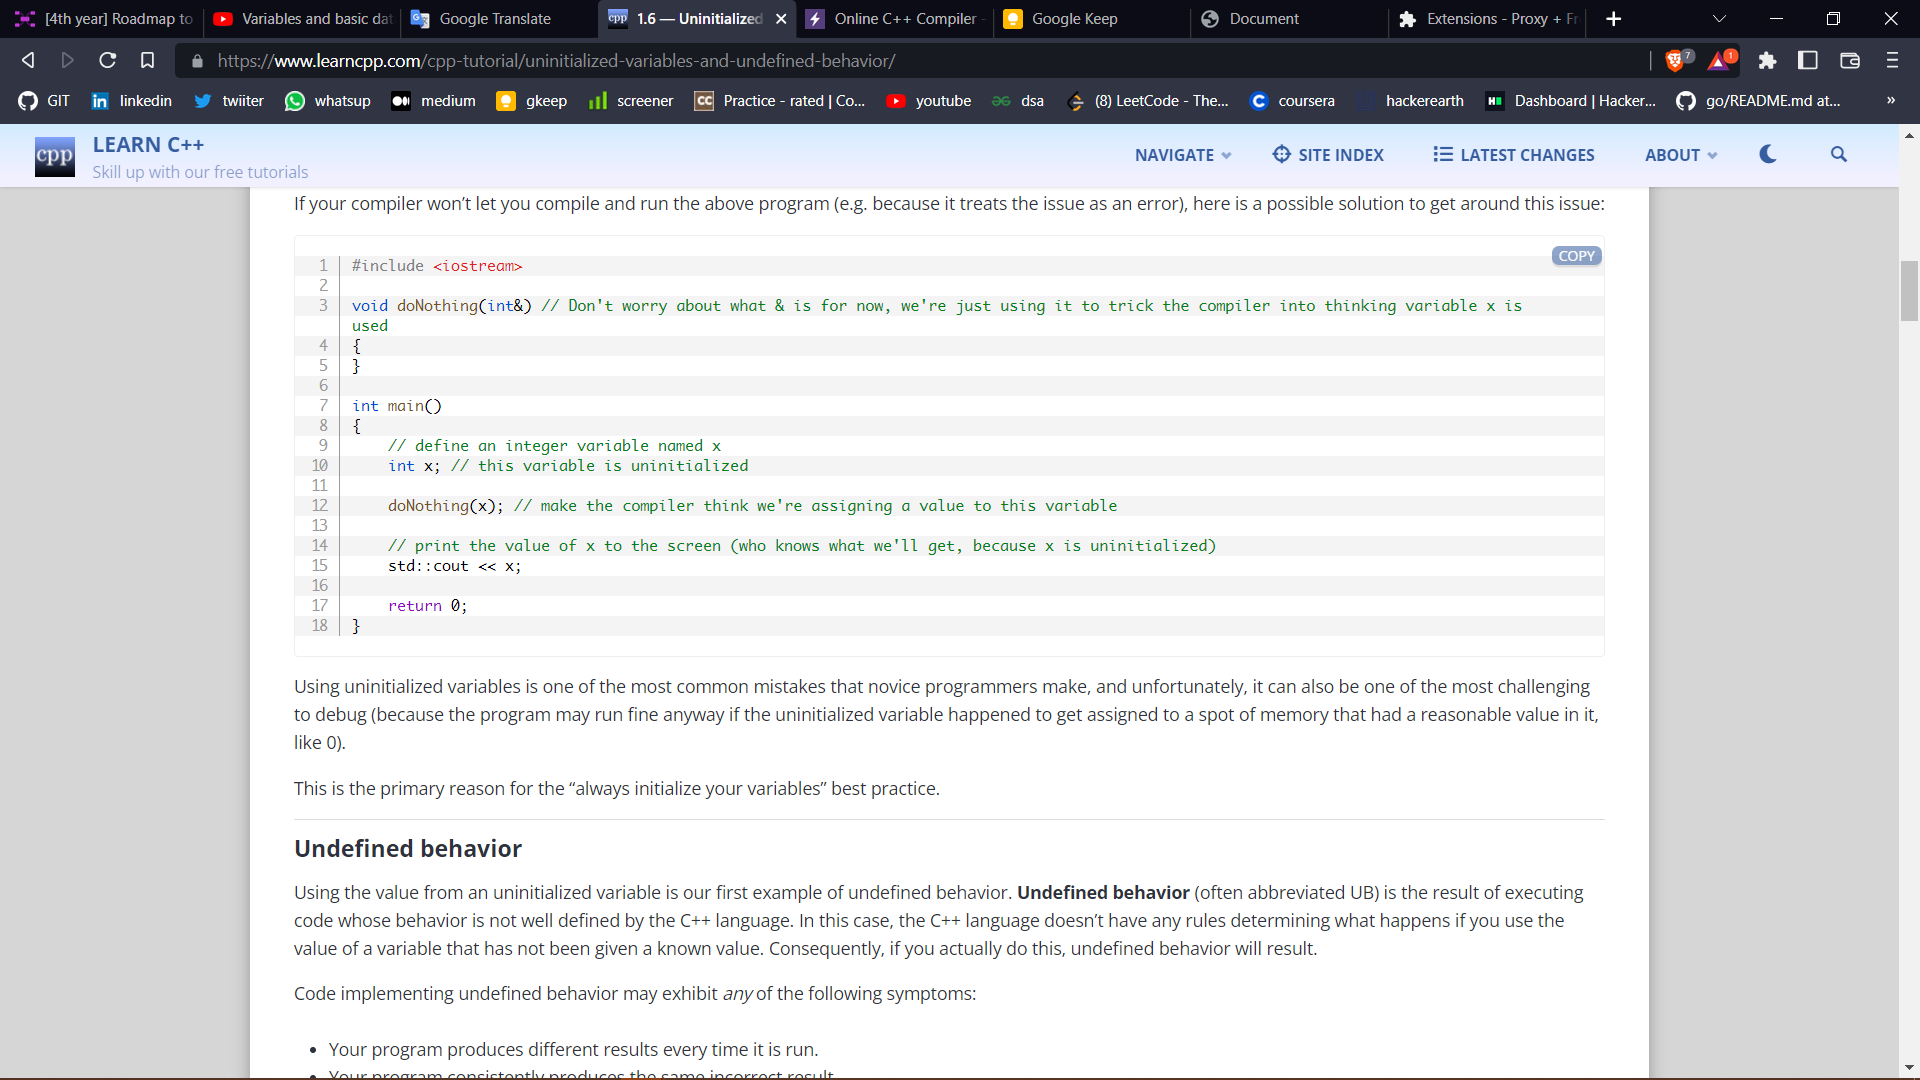 [4th year] Roadmap to
Variables and basic dat
Google Translate
1.6 — Uninitialized
Online C++ Compiler
Google Keep
Document
Extensions - Proxy + Fr
https://www.learncpp.com/cpp-tutorial/uninitialized-variables-and-undefined-behavior/
7
1
GIT
linkedin
twiiter
whatsup
medium
gkeep
screener
Practice - rated | Co...
youtube
dsa
(8) LeetCode - The...
coursera
hackerearth
Dashboard | Hacker...
go/README.md at...
»
cpp
LEARN C++
Skill up with our free tutorials
NAVIGATE
SITE INDEX
LATEST CHANGES
ABOUT
If your compiler won’t let you compile and run the above program (e.g. because it treats the issue as an error), here is a possible solution to get around this issue:
COPY
1 #include <iostream>
2
3 void doNothing(int&) // Don't worry about what & is for now, we're just using it to trick the compiler into thinking variable x is
used
4 {
5 }
6
7 int main()
8 {
9 // define an integer variable named x
10 int x; // this variable is uninitialized
11
12 doNothing(x); // make the compiler think we're assigning a value to this variable
13
14 // print the value of x to the screen (who knows what we'll get, because x is uninitialized)
15 std::cout << x;
16
17 return 0;
18 }
Using uninitialized variables is one of the most common mistakes that novice programmers make, and unfortunately, it can also be one of the most challenging
to debug (because the program may run fine anyway if the uninitialized variable happened to get assigned to a spot of memory that had a reasonable value in it,
like 0).
This is the primary reason for the “always initialize your variables” best practice.
Undefined behavior
Using the value from an uninitialized variable is our first example of undefined behavior. Undefined behavior (often abbreviated UB) is the result of executing
code whose behavior is not well defined by the C++ language. In this case, the C++ language doesn’t have any rules determining what happens if you use the
value of a variable that has not been given a known value. Consequently, if you actually do this, undefined behavior will result.
Code implementing undefined behavior may exhibit any of the following symptoms:
• Your program produces different results every time it is run.
• Your program consistently produces the same incorrect result.